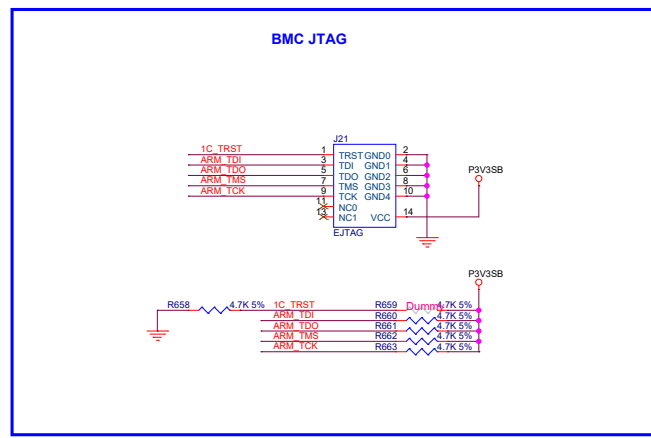 BMC JTAG
J21
1C_TRST 1 TRST GND0 2
ARM_TDI 3 TDI GND1 4
ARM_TDO 5 TDO GND2 6
ARM_TMS 7 TMS GND3 8
ARM_TCK 9 TCK GND4 10
11 NC0
13 NC1 VCC 14
EJTAG
P3V3SB
P3V3SB
R658 4.7K 5% 1C_TRST R659 Dummy 4.7K 5%
ARM_TDI R660 4.7K 5%
ARM_TDO R661 4.7K 5%
ARM_TMS R662 4.7K 5%
ARM_TCK R663 4.7K 5%